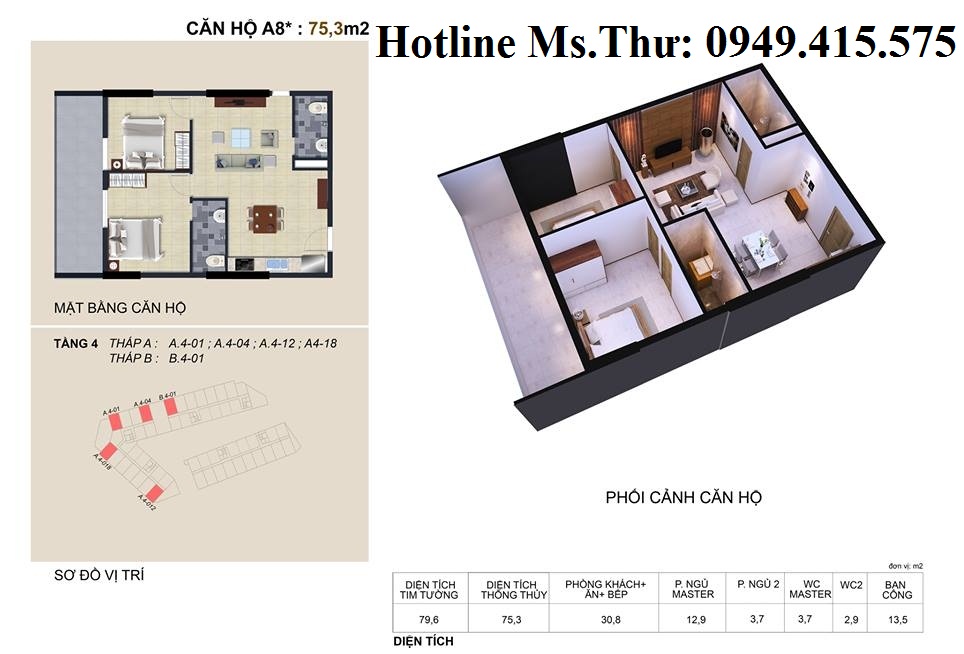 CĂN HỘ A8* : 75,3m2
Hotline Ms.Thư: 0949.415.575
MẶT BẰNG CĂN HỘ
TẦNG 4 THÁP A : A.4-01 ; A.4-04 ; A.4-12 ; A4-18
THÁP B : B.4-01
A.4-01
A.4-04
B.4-01
A.4-018
A.4-012
SƠ ĐỒ VỊ TRÍ
PHỐI CẢNH CĂN HỘ
đơn vị: m2
DIỆN TÍCH TIM TƯỜNG
DIỆN TÍCH THÔNG THỦY
PHÒNG KHÁCH+ ĂN+ BẾP
P. NGỦ MASTER
P. NGỦ 2
WC MASTER
WC2
BAN CÔNG
79,6 75,3 30,8 12,9 3,7 3,7 2,9 13,5
DIỆN TÍCH